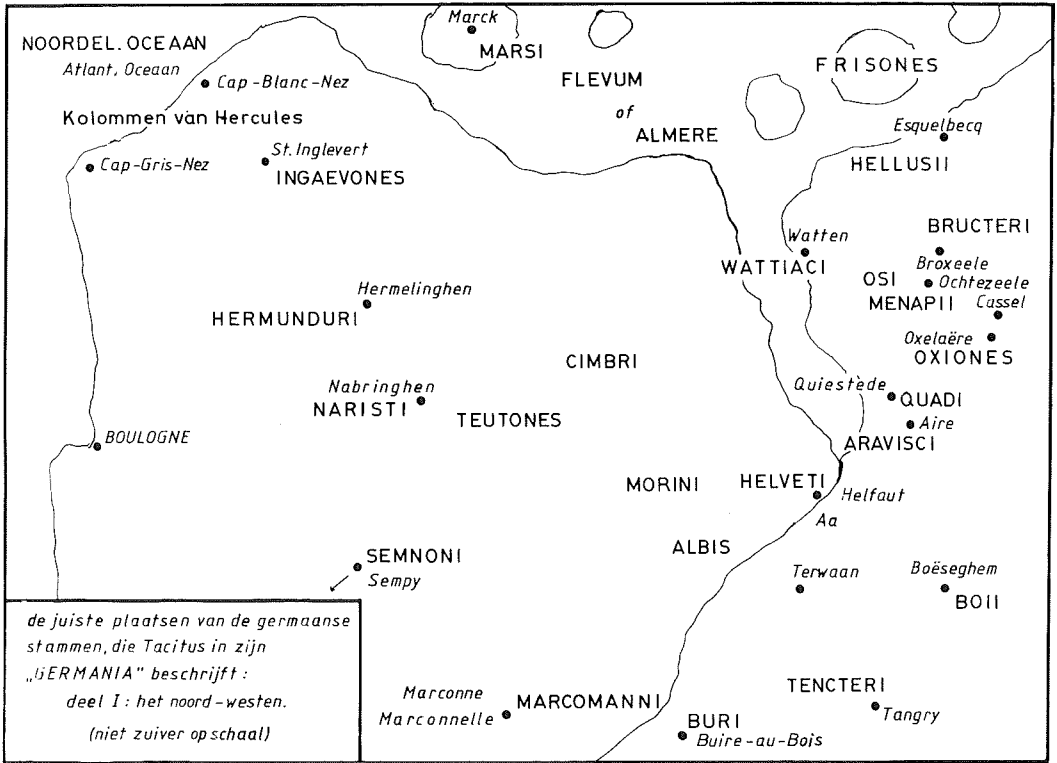 Marck
NOORDEL. OCEAAN
MARSI
Atlant. Oceaan
Cap-Blanc-Nez
FLEVUM
of
ALMERE
FRISONES
Kolommen van Hercules
Esquelbecq
St. Inglevert
Cap-Gris-Nez
INGAEVONES
HELLUSII
BRUCTERI
Watten
WATTIACI
Broxeele
OSI
Ochtezeele
MENAPII
Cassel
Hermelinghen
HERMUNDURI
Oxelaëre
OXIONES
CIMBRI
Nabringhen
NARISTI
TEUTONES
Quiestède
QUADI
Aire
BOULOGNE
ARAVISCI
MORINI
HELVETI
Helfaut
Aa
ALBIS
SEMNONI
Sempy
Terwaan
Boëseghem
BOII
de juiste plaatsen van de germaanse
stammen, die Tacitus in zijn
„GERMANIA" beschrijft :
deel I : het noord-westen.
(niet zuiver op schaal)
Marconne
Marconnelle
MARCOMANNI
TENCTERI
Tangry
BURI
Buire-au-Bois